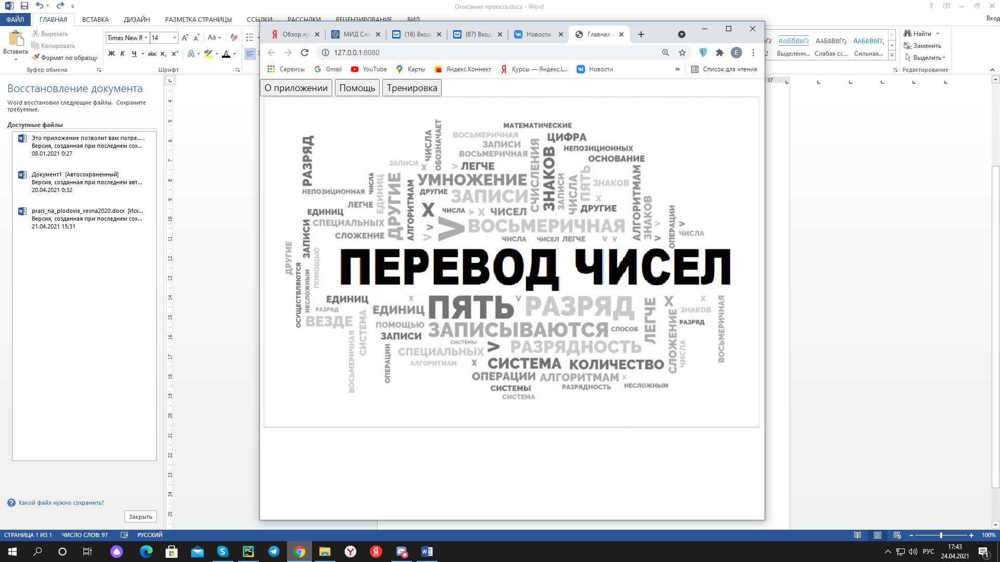 Описание проекта.docx - Word
ФАЙЛ ГЛАВНАЯ ВСТАВКА ДИЗАЙН РАЗМЕТКА СТРАНИЦЫ ССЫЛКИ РАССЫЛКИ РЕЦЕНЗИРОВАНИЕ ВИД Вход
Вставить
Вырезать
Копировать
Формат по образцу
Буфер обмена
Times New R 14
Ж К Ч abc x₂ x²
Шрифт
АаБбВвГг АаБбВвГг АаБбВвГг,
Выделенн... Слабая сс... Сильная...
Найти
Заменить
Выделить
Редактирование
Восстановление документа
Word восстановил следующие файлы. Сохраните
требуемые.
Доступные файлы
Это приложение позволит вам потре... .
Версия, созданная при последнем сох...
08.01.2021 0:27
Документ1 [Автосохраненный]
Версия, созданная при последнем авт...
20.04.2021 0:32
prais_na_plodovie_vesna2020.docx [Исх...
Версия, созданная при последнем сох...
21.04.2021 15:31
Какой файл нужно сохранить?
Закрыть
Обзор ку МИД Сло (16) Вход (87) Вход Новости Главная с
127.0.0.1:8080
E
Сервисы Gmail YouTube Карты Яндекс.Коннект Курсы — Яндекс.L... Новости » Список для чтения
О приложении Помощь Тренировка
МАТЕМАТИЧЕСКИЕ
ВОСЬМЕРИЧНАЯ ЦИФРА
ЗАПИСИ НЕПОЗИЦИОННЫХ
ВОСЬМЕРИЧНАЯ ОСНОВАНИЕ
РАЗРЯД
ЧИСЛА
ОБОЗНАЧАЕТ
СЧИСЛЕНИЯ
ЗНАКОВ
ЗАПИСИ X > ЛЕГЧЕ
УМНОЖЕНИЕ
ЗАПИСИ
ЧИСЛА
ПЯТЬ
ЗНАКОВ
НЕПОЗИЦИОННАЯ
ЧИСЛА
ЕДИНИЦ
ДРУГИЕ
АЛГОРИТМАМ
ДРУГИЕ ЗАПИСИ X
ЛЕГЧЕ
X ЧИСЛА > X ЧИСЕЛ ДРУГИЕ
АЛГОРИТМАМ
ЗНАКОВ
ОПЕРАЦИИ
ЕДИНИЦ
СПЕЦИАЛЬНЫХ
СЛОЖЕНИЕ
> ВОСЬМЕРИЧНАЯ
ЧИСЛА
ЧИСЛА ЧИСЕЛ ЛЕГЧЕ V V
ДРУГИЕ
ЗАПИСИ
ПОМОЩЬЮ
ОСУЩЕСТВЛЯЮТСЯ
НЕСЛОЖНЫМ
ПЕРЕВОД ЧИСЕЛ
ЕДИНИЦ X ПЯТЬ V РАЗРЯД X X
РАЗРЯД ЕДИНИЦ ЗНАКОВ
ВЕЗДЕ
СИСТЕМА
ЛЕГЧЕ
СЛОЖЕНИЕ
РАЗРЯД
ВОСЬМЕРИЧНАЯ
ПОМОЩЬЮ ЗАПИСЫВАЮТСЯ СПОСОБ
ЗАПИСИ
ВОСЬМЕРИЧНАЯ
ОПЕРАЦИИ
СИСТЕМЫ > РАЗРЯДНОСТЬ
СПЕЦИАЛЬНЫХ
ЧИСЛА
АЛГОРИТМАМ X СИСТЕМА КОЛИЧЕСТВО
ОПЕРАЦИИ АЛГОРИТМАМ X
СИСТЕМЫ РАЗРЯДНОСТЬ НЕСЛОЖНЫМ
СИСТЕМА
СТРАНИЦА 1 ИЗ 1 ЧИСЛО СЛОВ: 97 РУССКИЙ 100%
РУС 17:43
24.04.2021